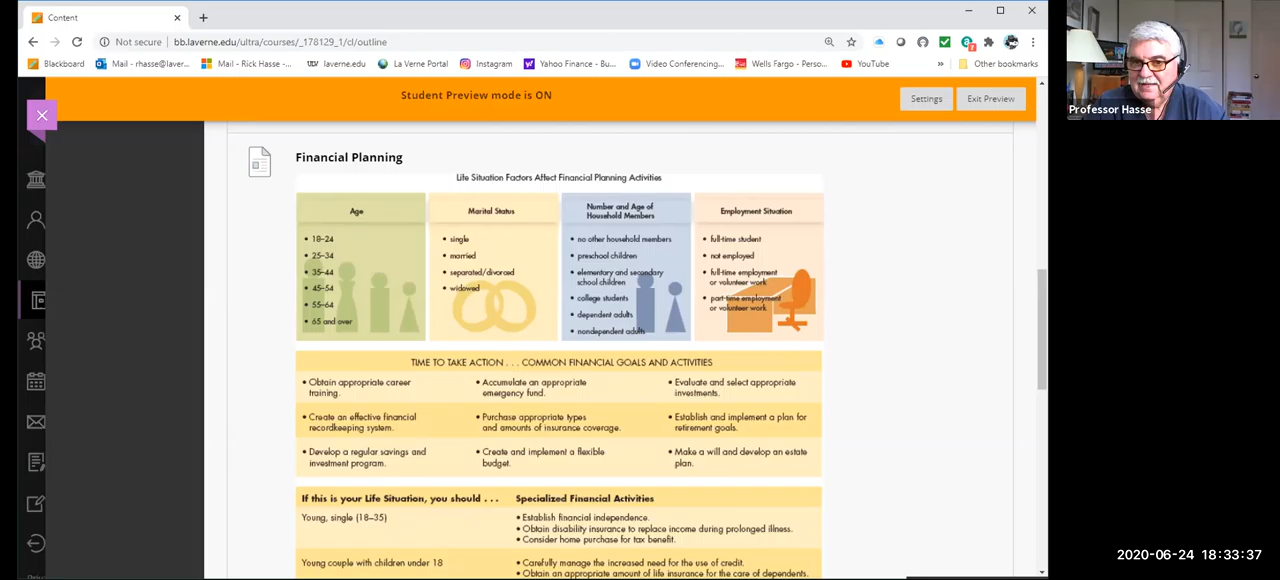 Content
Not secure
bb.laverne.edu/ultra/courses/_178129_1/cl/outline
Blackboard
Mail - rhasse@laver...
Mail - Rick Hasse -...
ULV laverne.edu
La Verne Portal
Instagram
Yahoo Finance - Bu...
Video Conferencing...
Wells Fargo - Perso...
YouTube
»
Other bookmarks
Student Preview mode is ON
Settings
Exit Preview
Professor Hasse
Financial Planning
Life Situation Factors Affect Financial Planning Activities
Age
• 18–24
• 25–34
• 35–44
• 45–54
• 55–64
• 65 and over
Marital Status
• single
• married
• separated/divorced
• widowed
Number and Age of
Household Members
• no other household members
• preschool children
• elementary and secondary
school children
• college students
• dependent adults
• nondependent adults
Employment Situation
• full-time student
• not employed
• full-time employment
or volunteer work
• part-time employment
or volunteer work
TIME TO TAKE ACTION . . . COMMON FINANCIAL GOALS AND ACTIVITIES
• Obtain appropriate career
training.
• Accumulate an appropriate
emergency fund.
• Evaluate and select appropriate
investments.
• Create an effective financial
recordkeeping system.
• Purchase appropriate types
and amounts of insurance coverage.
• Establish and implement a plan for
retirement goals.
• Develop a regular savings and
investment program.
• Create and implement a flexible
budget.
• Make a will and develop an estate
plan.
If this is your Life Situation, you should . . .
Specialized Financial Activities
Young, single (18–35)
• Establish financial independence.
• Obtain disability insurance to replace income during prolonged illness.
• Consider home purchase for tax benefit.
Young couple with children under 18
• Carefully manage the increased need for the use of credit.
• Obtain an appropriate amount of life insurance for the care of dependents.
2020-06-24 18:33:37